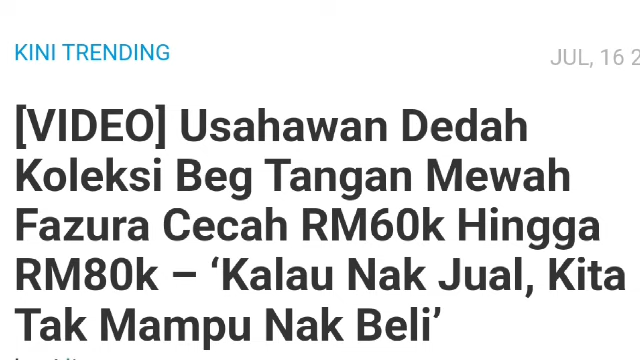 KINI TRENDING
JUL, 16 2
[VIDEO] Usahawan Dedah
Koleksi Beg Tangan Mewah
Fazura Cecah RM60k Hingga
RM80k – ‘Kalau Nak Jual, Kita
Tak Mampu Nak Beli’